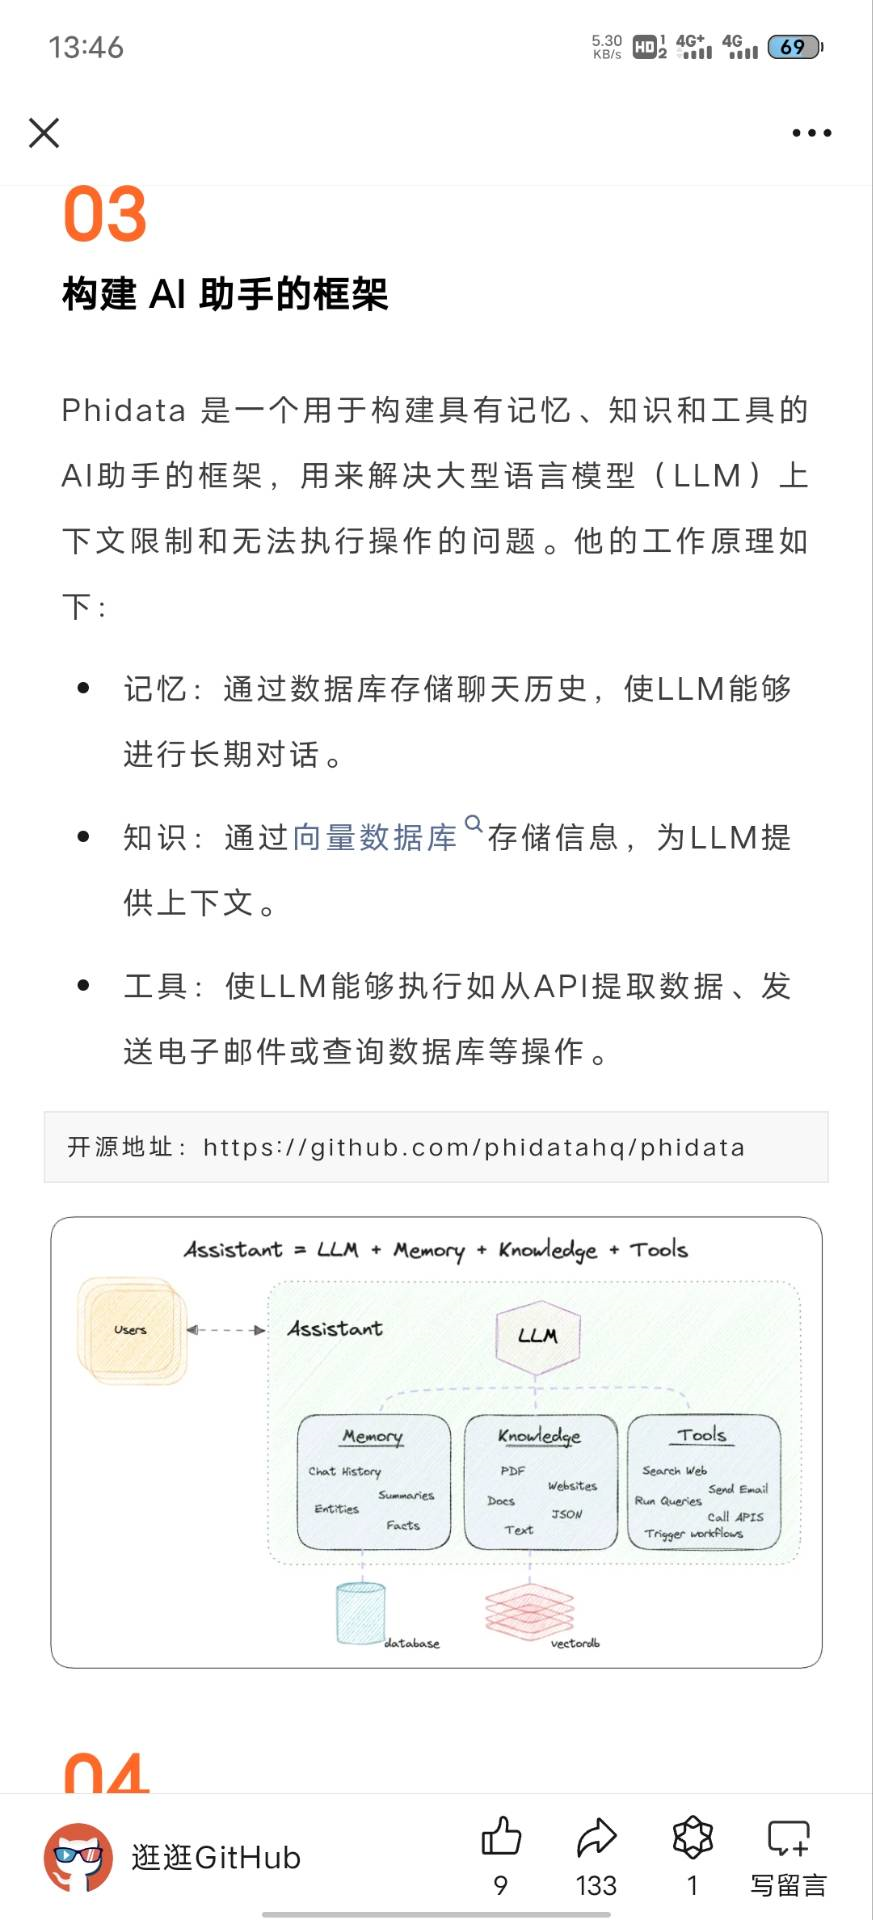 13:46
5.30 KB/s HD 1 2 4G+ 4G 69
03
构建 AI 助手的框架
Phidata 是一个用于构建具有记忆、知识和工具的
AI助手的框架，用来解决大型语言模型（LLM）上
下文限制和无法执行操作的问题。他的工作原理如
下：
记忆：通过数据库存储聊天历史，使LLM能够
进行长期对话。
知识：通过向量数据库存储信息，为LLM提
供上下文。
工具：使LLM能够执行如从API提取数据、发
送电子邮件或查询数据库等操作。
开源地址：https://github.com/phidatahq/phidata
Assistant = LLM + Memory + Knowledge + Tools
Users
Assistant
LLM
Memory
Chat History
Summaries
Entities
Facts
Knowledge
PDF
Websites
Docs
JSON
Text
Tools
Search Web
Send Email
Run Queries
Call APIS
Trigger workflows
database
vectordb
04
逛逛GitHub
9
133
1
写留言